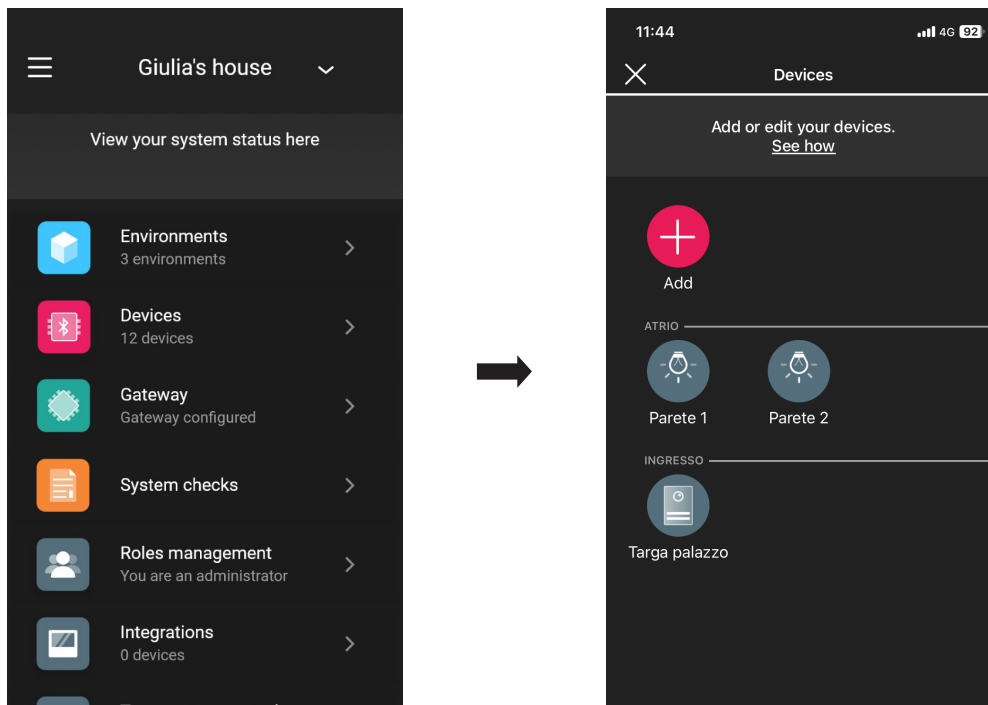 Giulia's house
View your system status here
Environments
3 environments
Devices
12 devices
Gateway
Gateway configured
System checks
Roles management
You are an administrator
Integrations
0 devices
11:44
4G 92
Devices
Add or edit your devices.
See how
Add
ATRIO
Parete 1 Parete 2
INGRESSO
Targa palazzo